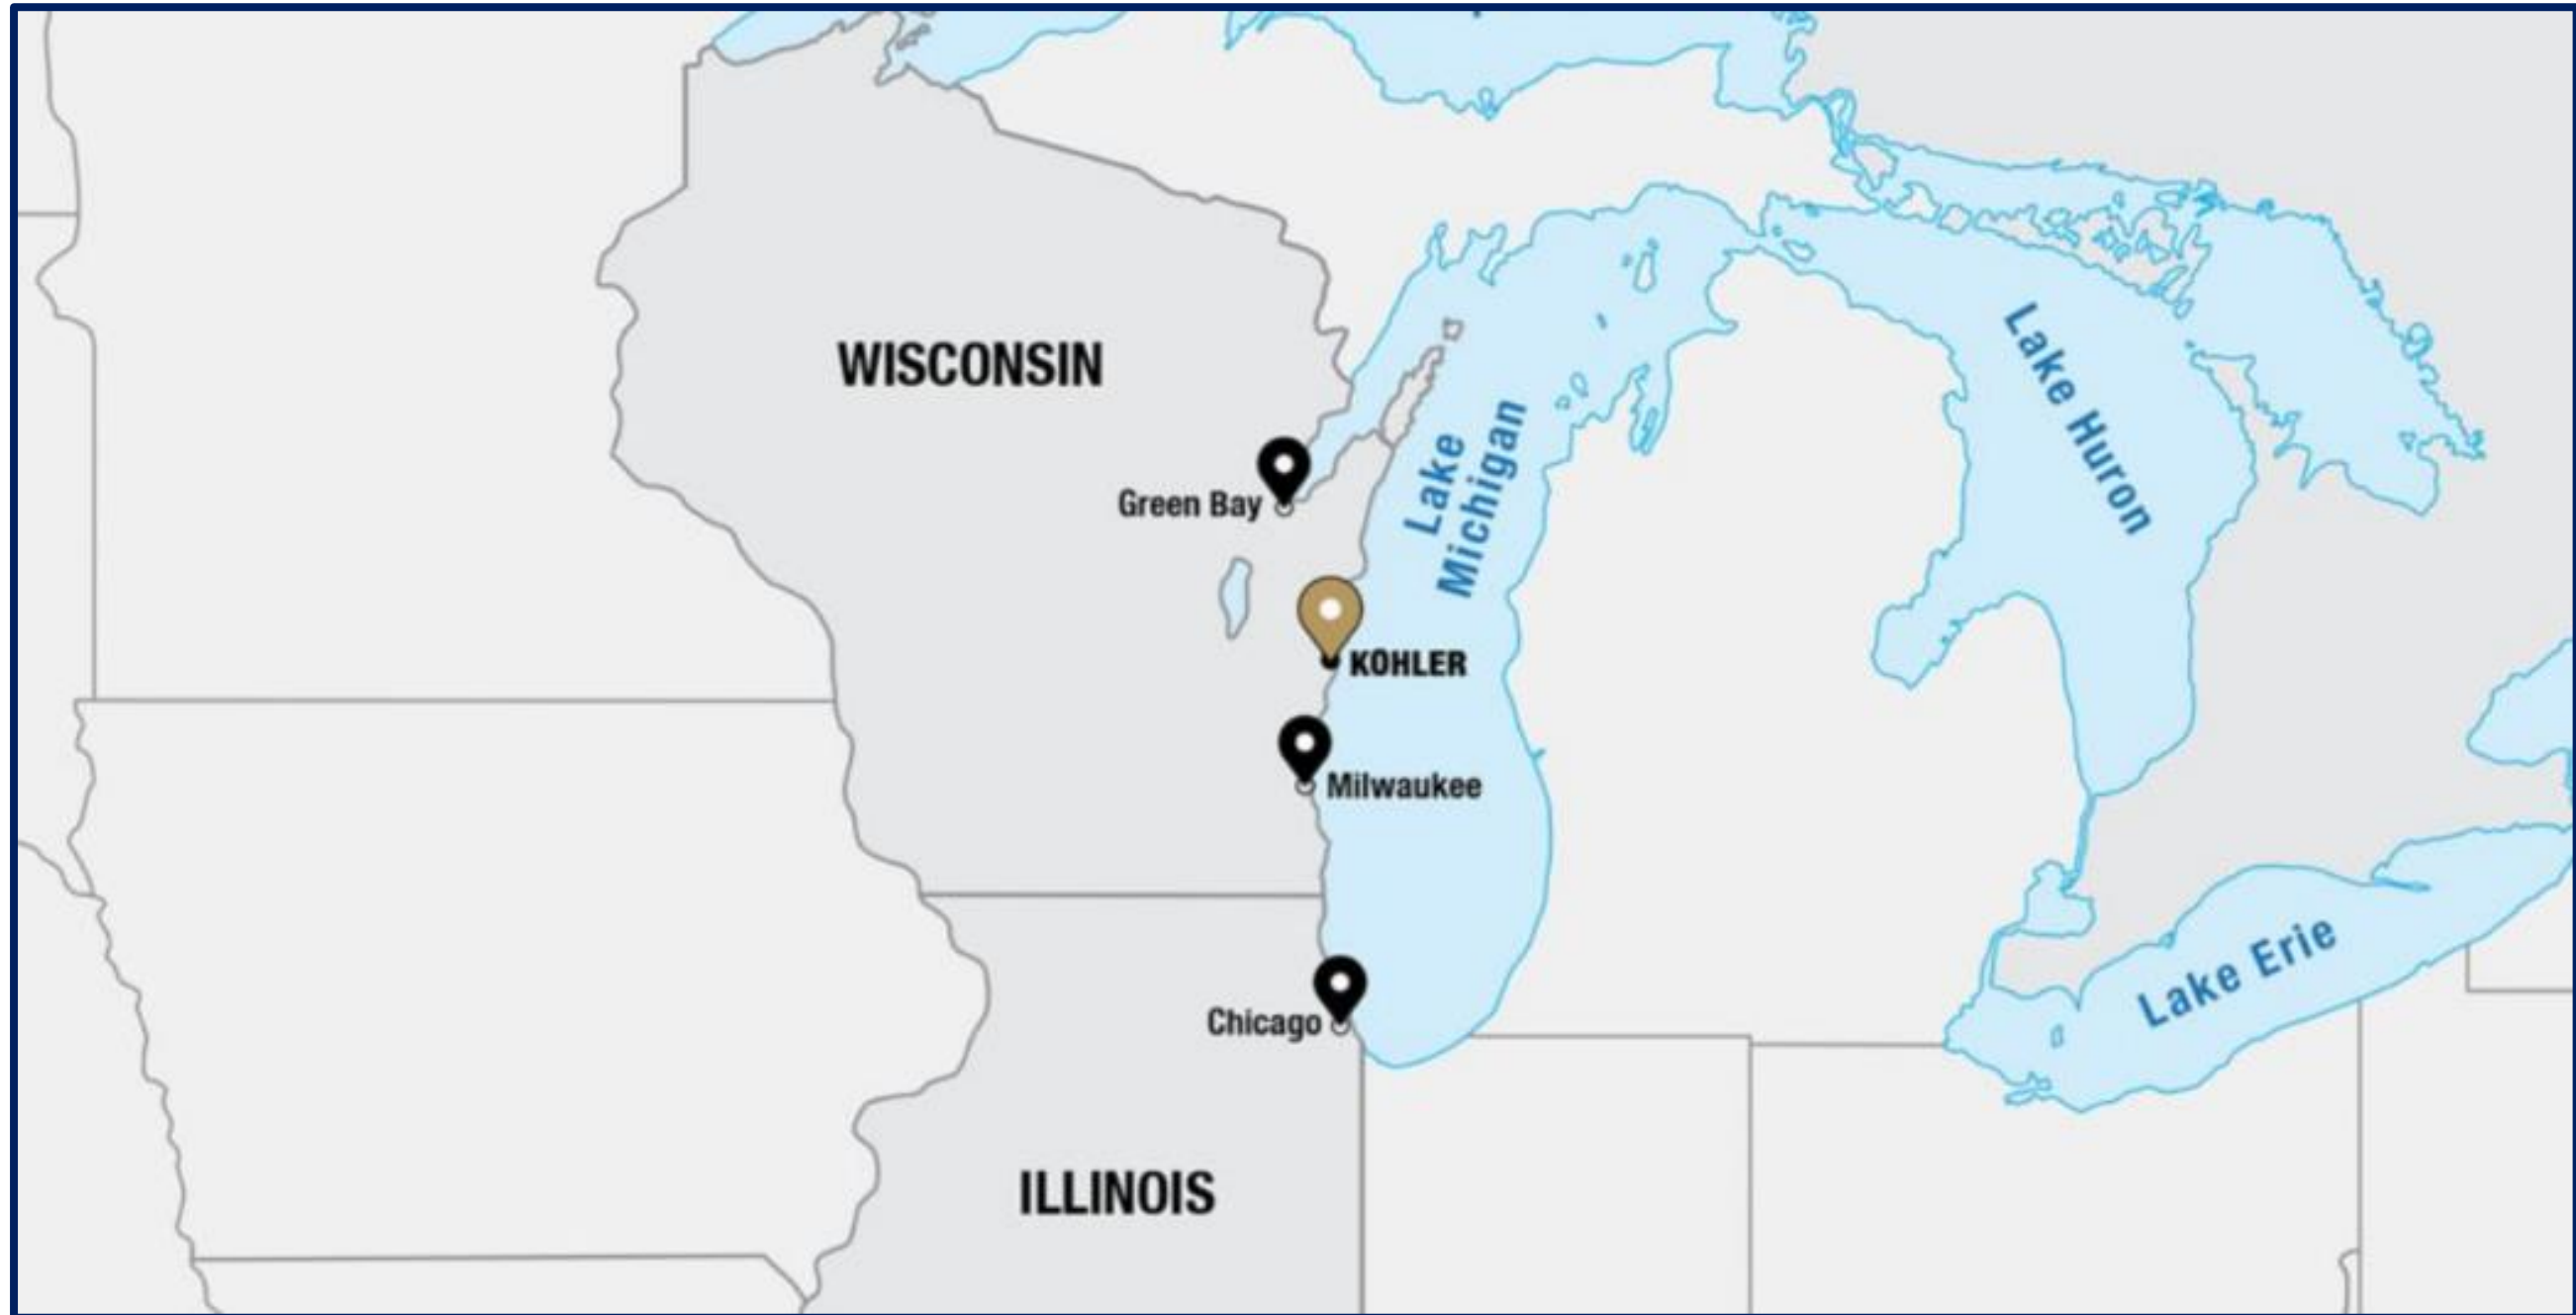 WISCONSIN
Lake Huron
Lake
Michigan
Green Bay
KOHLER
Milwaukee
Lake Erie
Chicago
ILLINOIS